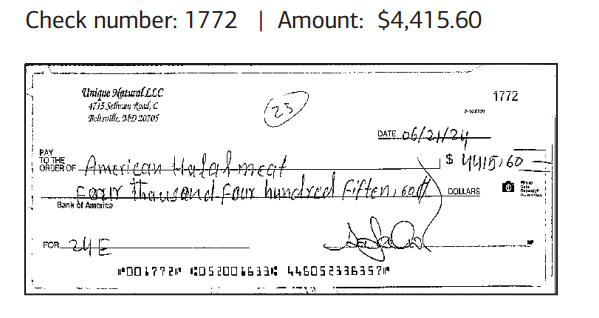 Check number: 1772 | Amount: $4,415.60
Unique Natural LLC
4715 Sellman Road, C
Beltsville, MD 20705
23
1772
DATE 06/21/24
PAY
TO THE
ORDER OF American Halal meat $ 4415,60
Four thousand four hundred Fiften, 60// DOLLARS
Bank of America
FOR 24E
⑈001772⑈ ⑆052001633⑆ 446052336357⑈